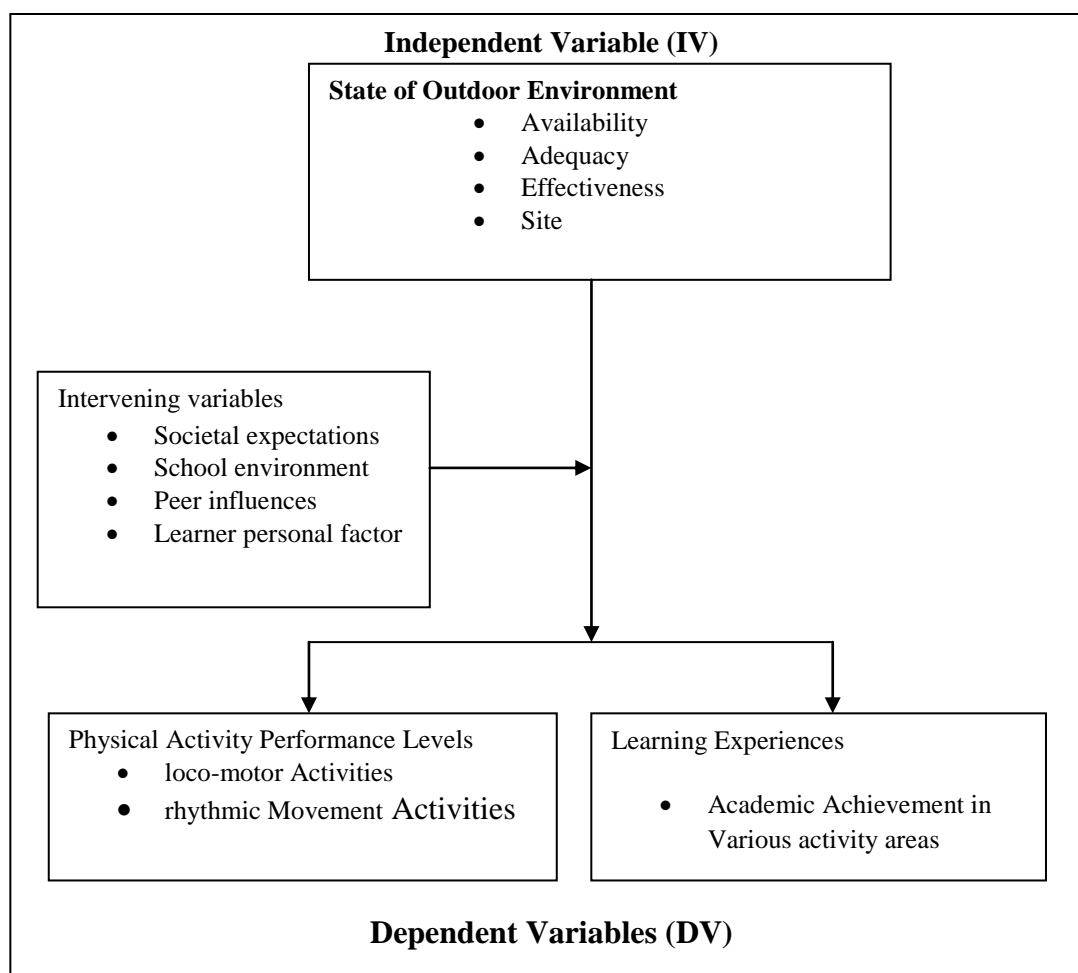 Independent Variable (IV)
State of Outdoor Environment
• Availability
• Adequacy
• Effectiveness
• Site
Intervening variables
• Societal expectations
• School environment
• Peer influences
• Learner personal factor
Physical Activity Performance Levels
• loco-motor Activities
• rhythmic Movement Activities
Learning Experiences
• Academic Achievement in
Various activity areas
Dependent Variables (DV)